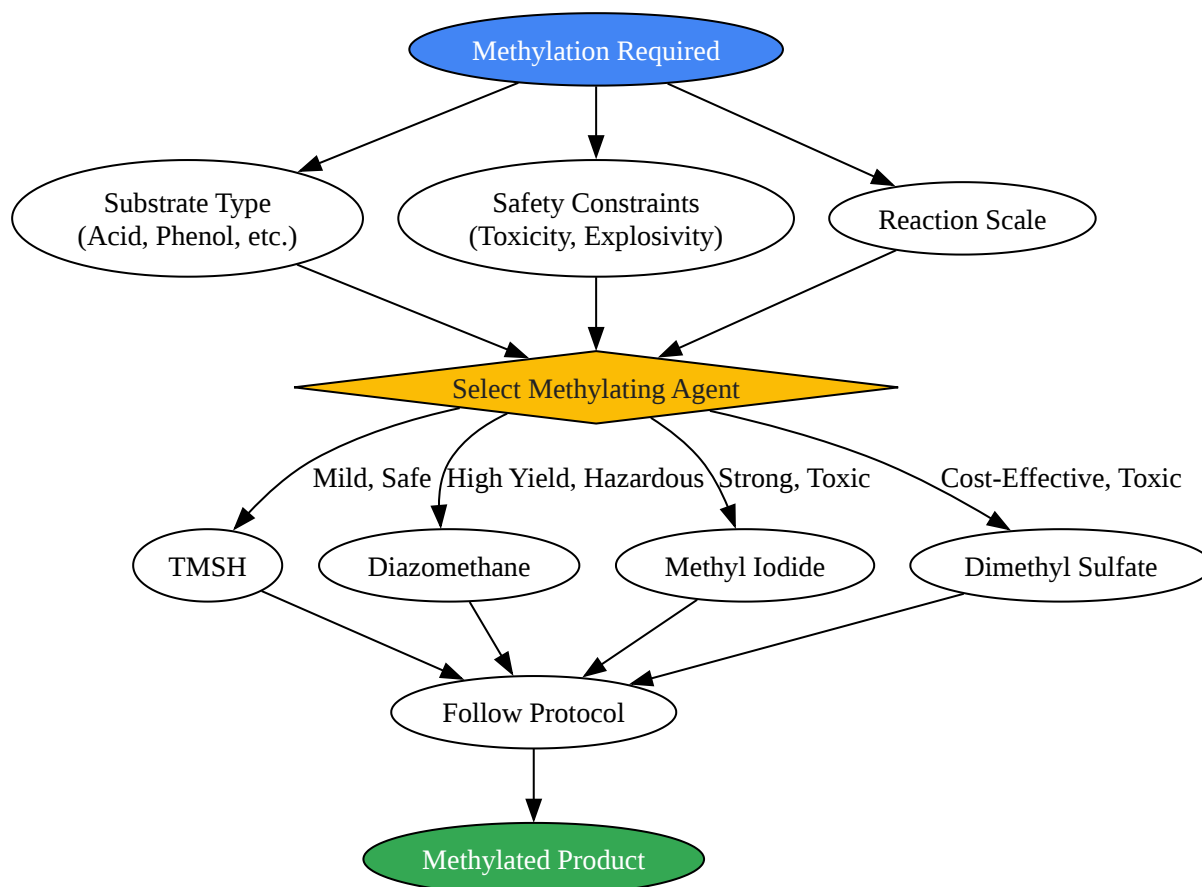 Methylation Required
Substrate Type
(Acid, Phenol, etc.)
Safety Constraints
(Toxicity, Explosivity)
Reaction Scale
Select Methylating Agent
Mild, Safe
High Yield, Hazardous
Strong, Toxic
Cost-Effective, Toxic
TMSH
Diazomethane
Methyl Iodide
Dimethyl Sulfate
Follow Protocol
Methylated Product